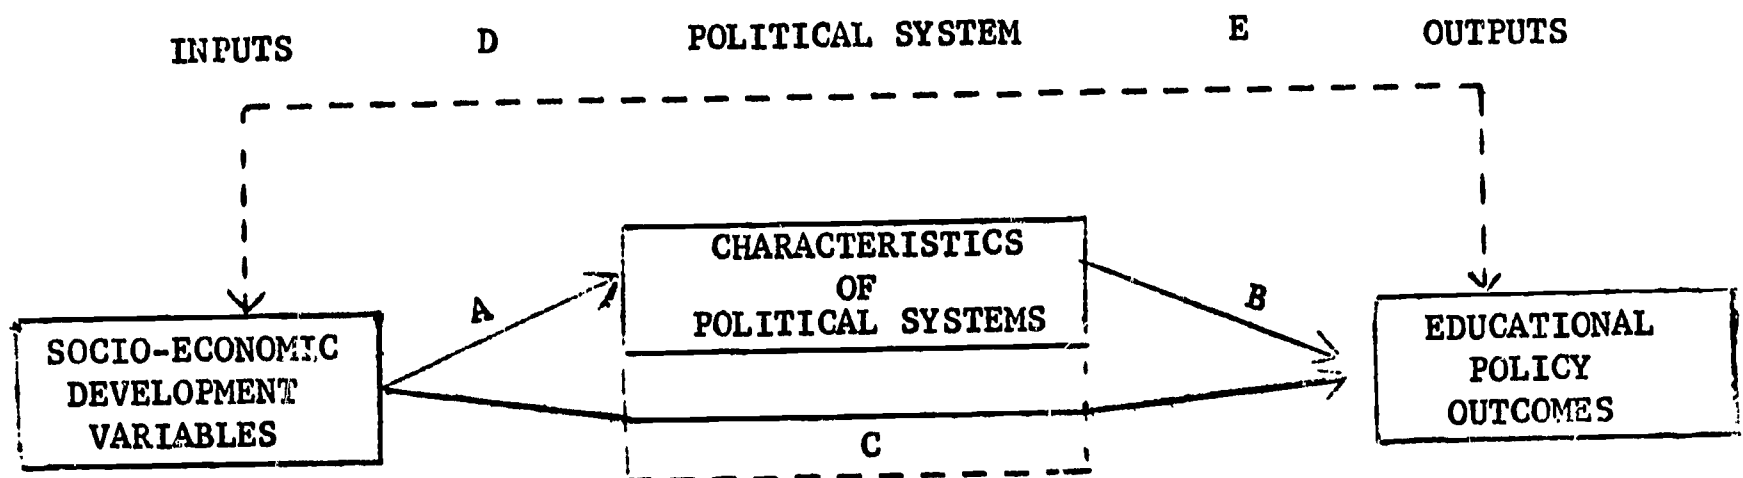 INPUTS D POLITICAL SYSTEM E OUTPUTS
A
CHARACTERISTICS
OF
POLITICAL SYSTEMS
B
SOCIO-ECONOMIC
DEVELOPMENT
VARIABLES
C
EDUCATIONAL
POLICY
OUTCOMES